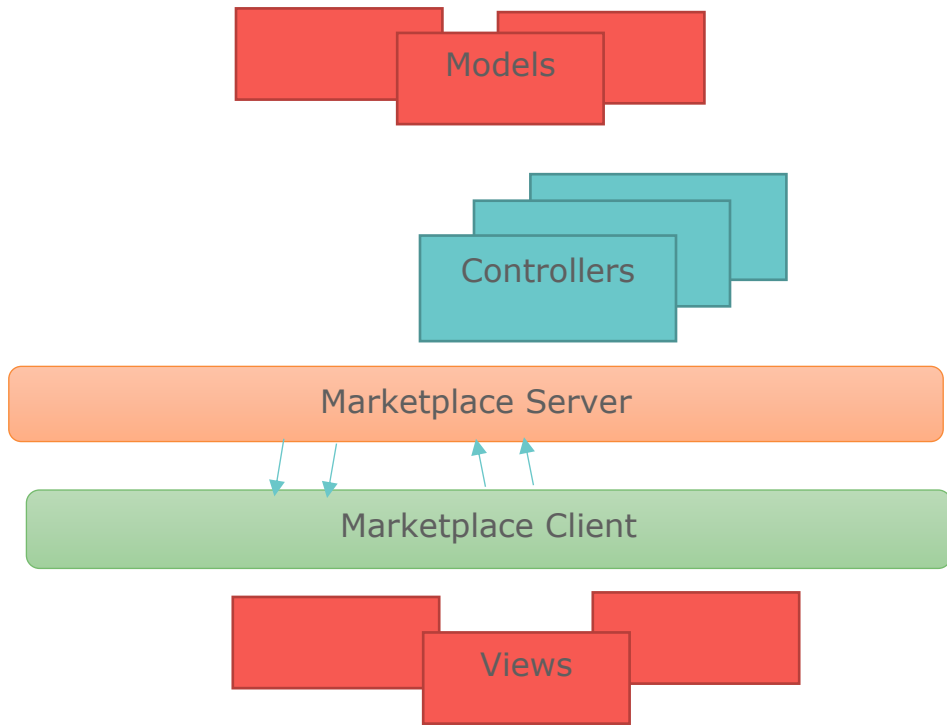 Models
Controllers
Marketplace Server
Marketplace Client
Views